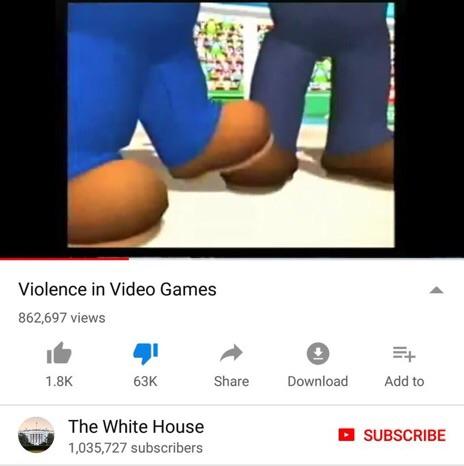 Violence in Video Games
862,697 views
1.8K
63K
Share
Download
Add to
The White House
1,035,727 subscribers
SUBSCRIBE